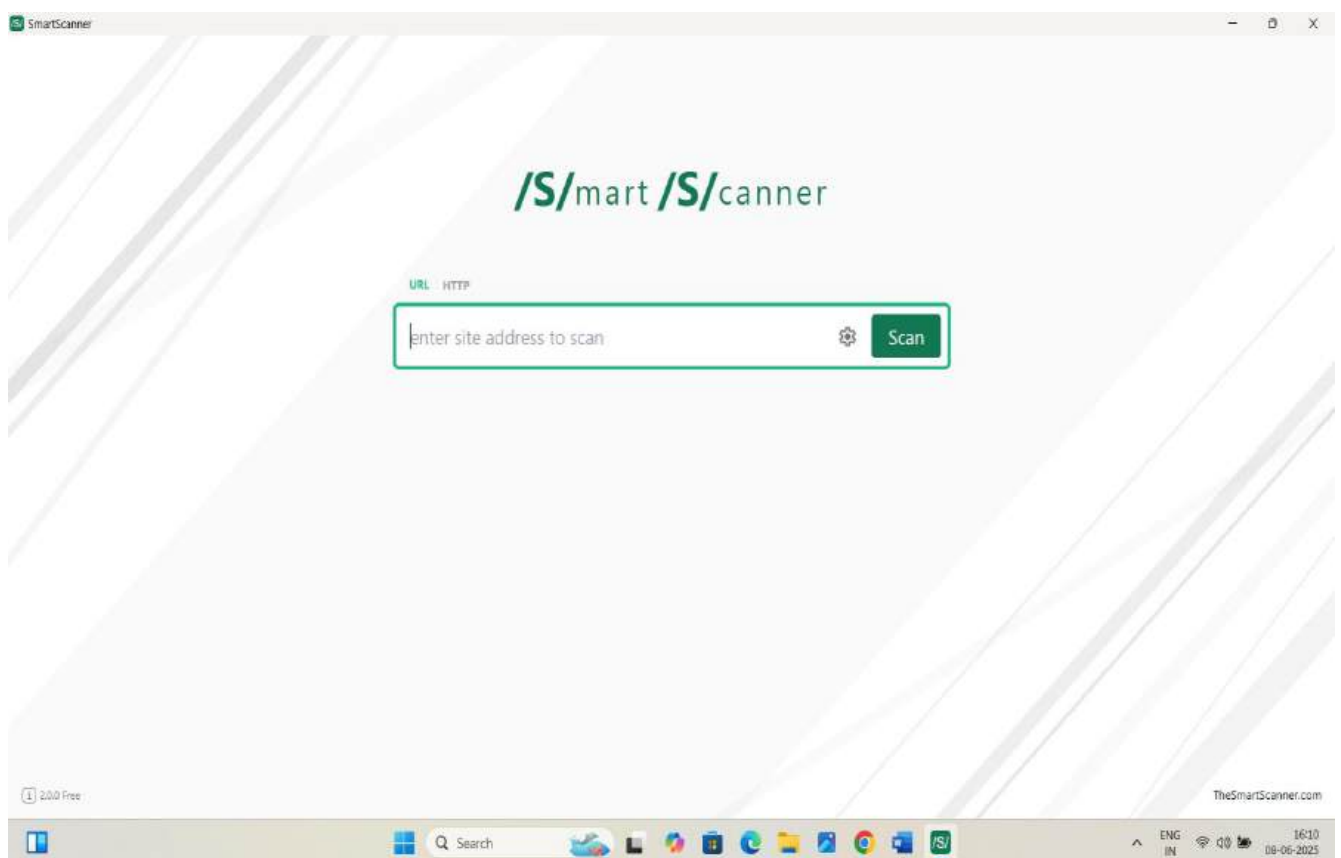 /S/ SmartScanner
/S/mart /S/canner
URL HTTP
enter site address to scan
Scan
i 2.0.0 Free
TheSmartScanner.com
Search
/S/
ENG
IN
16:10
08-06-2025